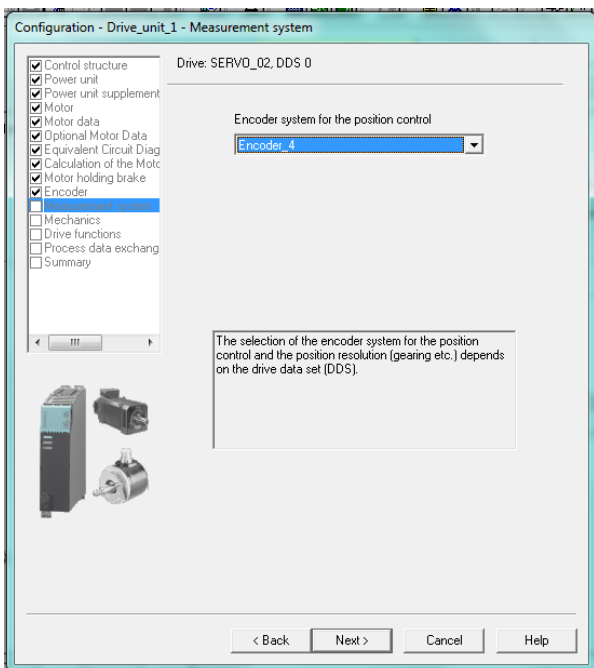 Configuration - Drive_unit_1 - Measurement system
Drive: SERVO_02, DDS 0
Control structure
Power unit
Power unit supplement
Motor
Motor data
Optional Motor Data
Equivalent Circuit Diag
Calculation of the Moto
Motor holding brake
Encoder
Measurement system
Mechanics
Drive functions
Process data exchang
Summary
Encoder system for the position control
Encoder_4
The selection of the encoder system for the position
control and the position resolution (gearing etc.) depends
on the drive data set (DDS).
< Back
Next >
Cancel
Help